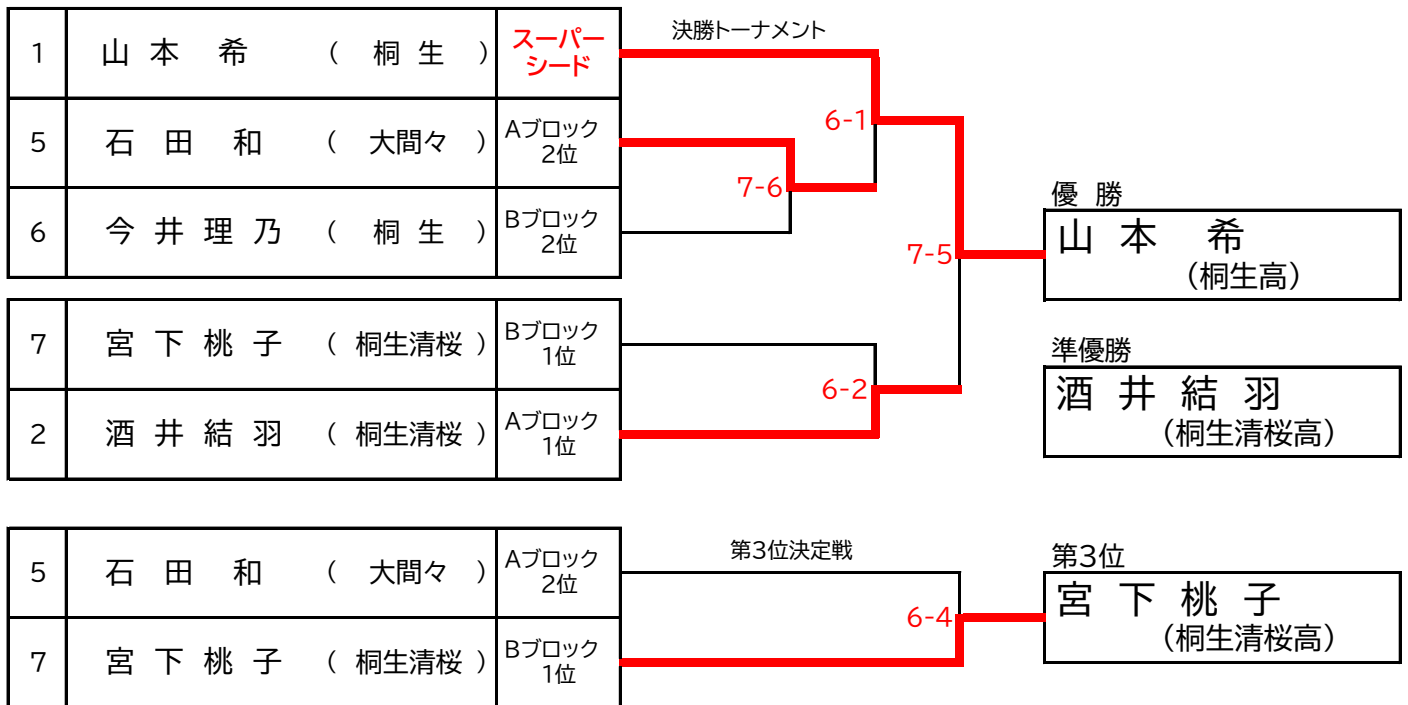 決勝トーナメント
1 山本 希 ( 桐生 ) スーパーシード
5 石田 和 ( 大間々 ) Aブロック2位
6 今井理乃 ( 桐生 ) Bブロック2位
7 宮下桃子 ( 桐生清桜 ) Bブロック1位
2 酒井結羽 ( 桐生清桜 ) Aブロック1位
6-1
7-6
7-5
6-2
優勝
山本 希
(桐生高)
準優勝
酒井結羽
(桐生清桜高)
第3位決定戦
5 石田 和 ( 大間々 ) Aブロック2位
7 宮下桃子 ( 桐生清桜 ) Bブロック1位
6-4
第3位
宮下桃子
(桐生清桜高)